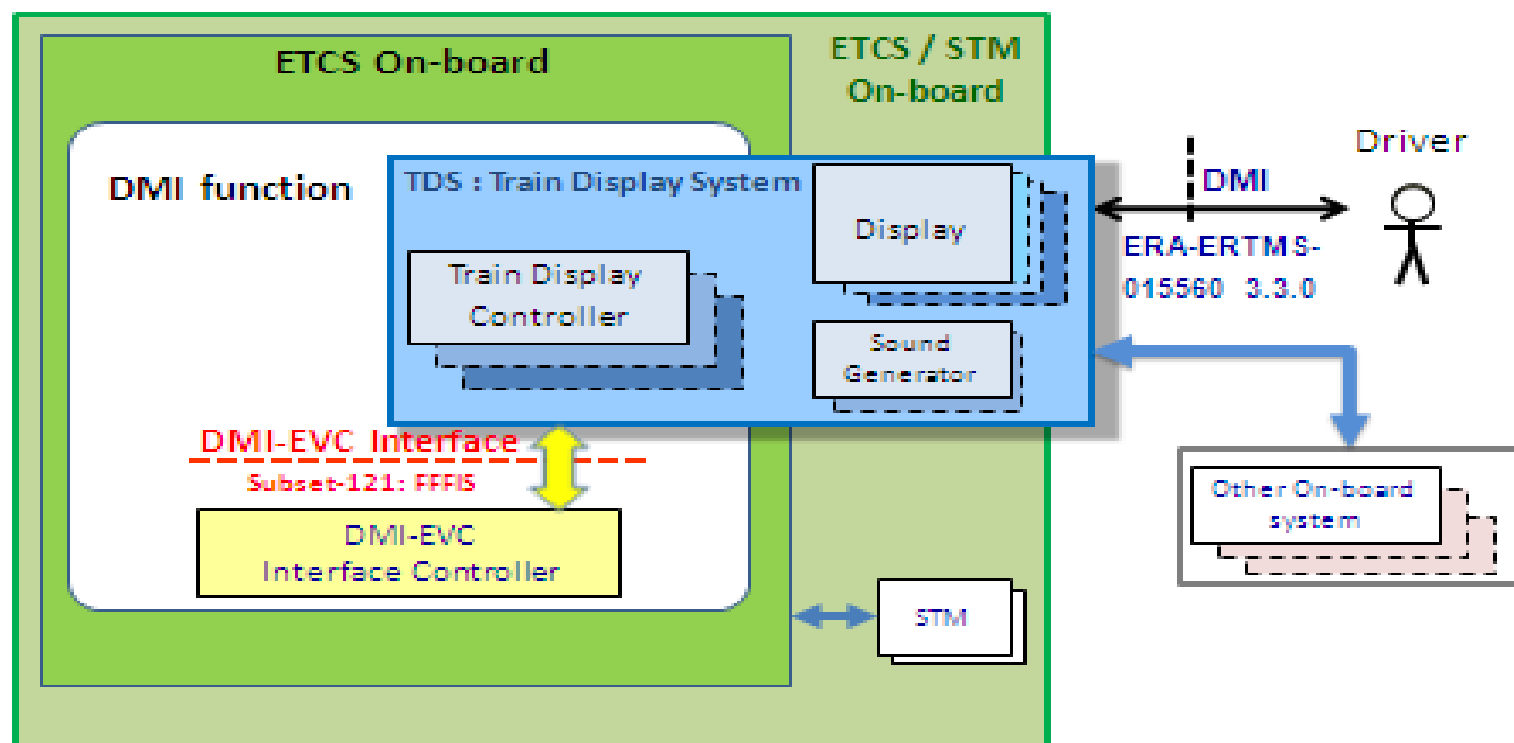 ETCS On-board
ETCS / STM
On-board
DMI function
TDS : Train Display System
Display
Train Display
Controller
Sound
Generator
DMI
Driver
ERA-ERTMS-
015560 3.3.0
DMI-EVC Interface
Subset-121: FFFIS
DMI-EVC
Interface Controller
Other On-board
system
STM